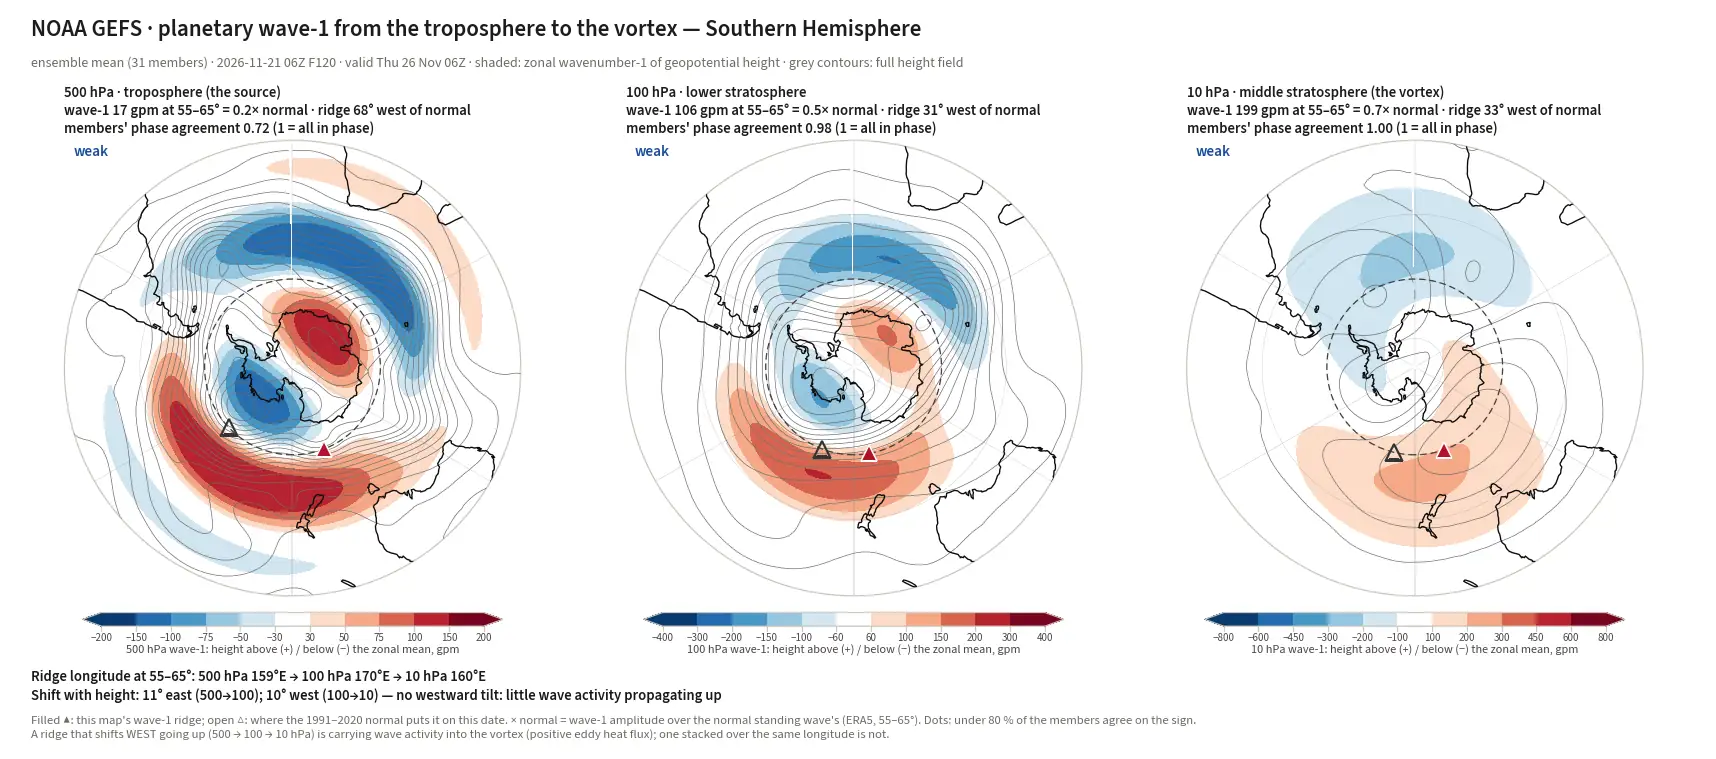 NOAA GEFS · planetary wave-1 from the troposphere to the vortex — Southern Hemisphere
ensemble mean (31 members) · 2026-11-21 06Z F120 · valid Thu 26 Nov 06Z · shaded: zonal wavenumber-1 of geopotential height · grey contours: full height field
500 hPa · troposphere (the source)
wave-1 17 gpm at 55–65° = 0.2× normal · ridge 68° west of normal
members' phase agreement 0.72 (1 = all in phase)
weak
100 hPa · lower stratosphere
wave-1 106 gpm at 55–65° = 0.5× normal · ridge 31° west of normal
members' phase agreement 0.98 (1 = all in phase)
weak
10 hPa · middle stratosphere (the vortex)
wave-1 199 gpm at 55–65° = 0.7× normal · ridge 33° west of normal
members' phase agreement 1.00 (1 = all in phase)
weak
−200 −150 −100 −75 −50 −30 30 50 75 100 150 200
500 hPa wave-1: height above (+) / below (−) the zonal mean, gpm
−400 −300 −200 −150 −100 −60 60 100 150 200 300 400
100 hPa wave-1: height above (+) / below (−) the zonal mean, gpm
−800 −600 −450 −300 −200 −100 100 200 300 450 600 800
10 hPa wave-1: height above (+) / below (−) the zonal mean, gpm
Ridge longitude at 55–65°: 500 hPa 159°E → 100 hPa 170°E → 10 hPa 160°E
Shift with height: 11° east (500→100); 10° west (100→10) — no westward tilt: little wave activity propagating up
Filled ▲: this map's wave-1 ridge; open △: where the 1991–2020 normal puts it on this date. × normal = wave-1 amplitude over the normal standing wave's (ERA5, 55–65°). Dots: under 80 % of the members agree on the sign.
A ridge that shifts WEST going up (500 → 100 → 10 hPa) is carrying wave activity into the vortex (positive eddy heat flux); one stacked over the same longitude is not.